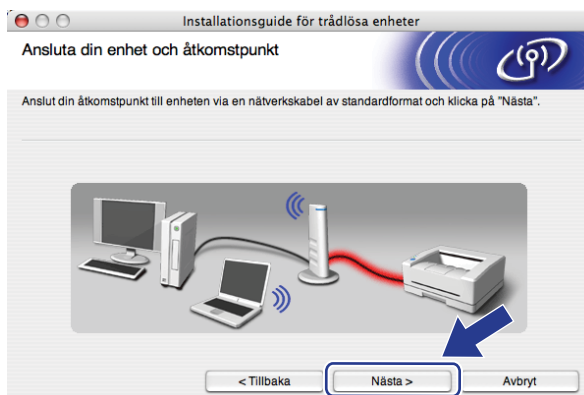 Installationsguide för trådlösa enheter
Ansluta din enhet och åtkomstpunkt
Anslut din åtkomstpunkt till enheten via en nätverkskabel av standardformat och klicka på "Nästa".
< Tillbaka
Nästa >
Avbryt